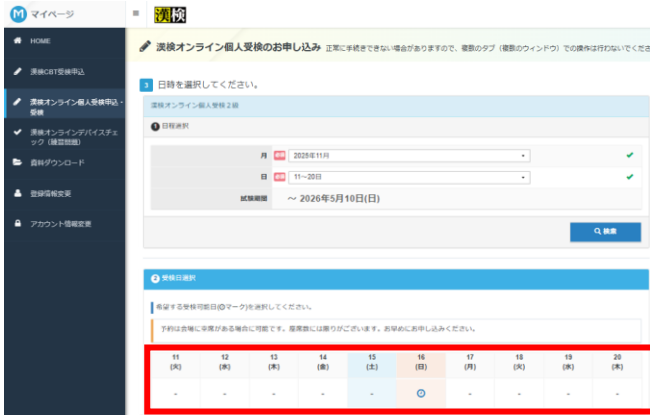 M マイページ
漢検
HOME
漢検CBT受検申込
漢検オンライン個人受検申込・
受検
漢検オンラインデバイスチェ
ック（練習問題）
資料ダウンロード
登録情報変更
アカウント情報変更
漢検オンライン個人受検のお申し込み 正常に手続きできない場合がありますので、複数のタブ（複数のウィンドウ）での操作は行わないでくださ
3 日時を選択してください。
漢検オンライン個人受検2級
1 日程選択
月 必須 2025年11月
日 必須 11～20日
試験期間 ～ 2026年5月10日(日)
検索
2 受検日選択
希望する受検可能日(◎マーク)を選択してください。
予約は会場に空席がある場合に可能です。座席数には限りがございます。お早めにお申し込みください。
11 12 13 14 15 16 17 18 19 20
(火) (水) (木) (金) (土) (日) (月) (火) (水) (木)
- - - - - ◎ - - - -